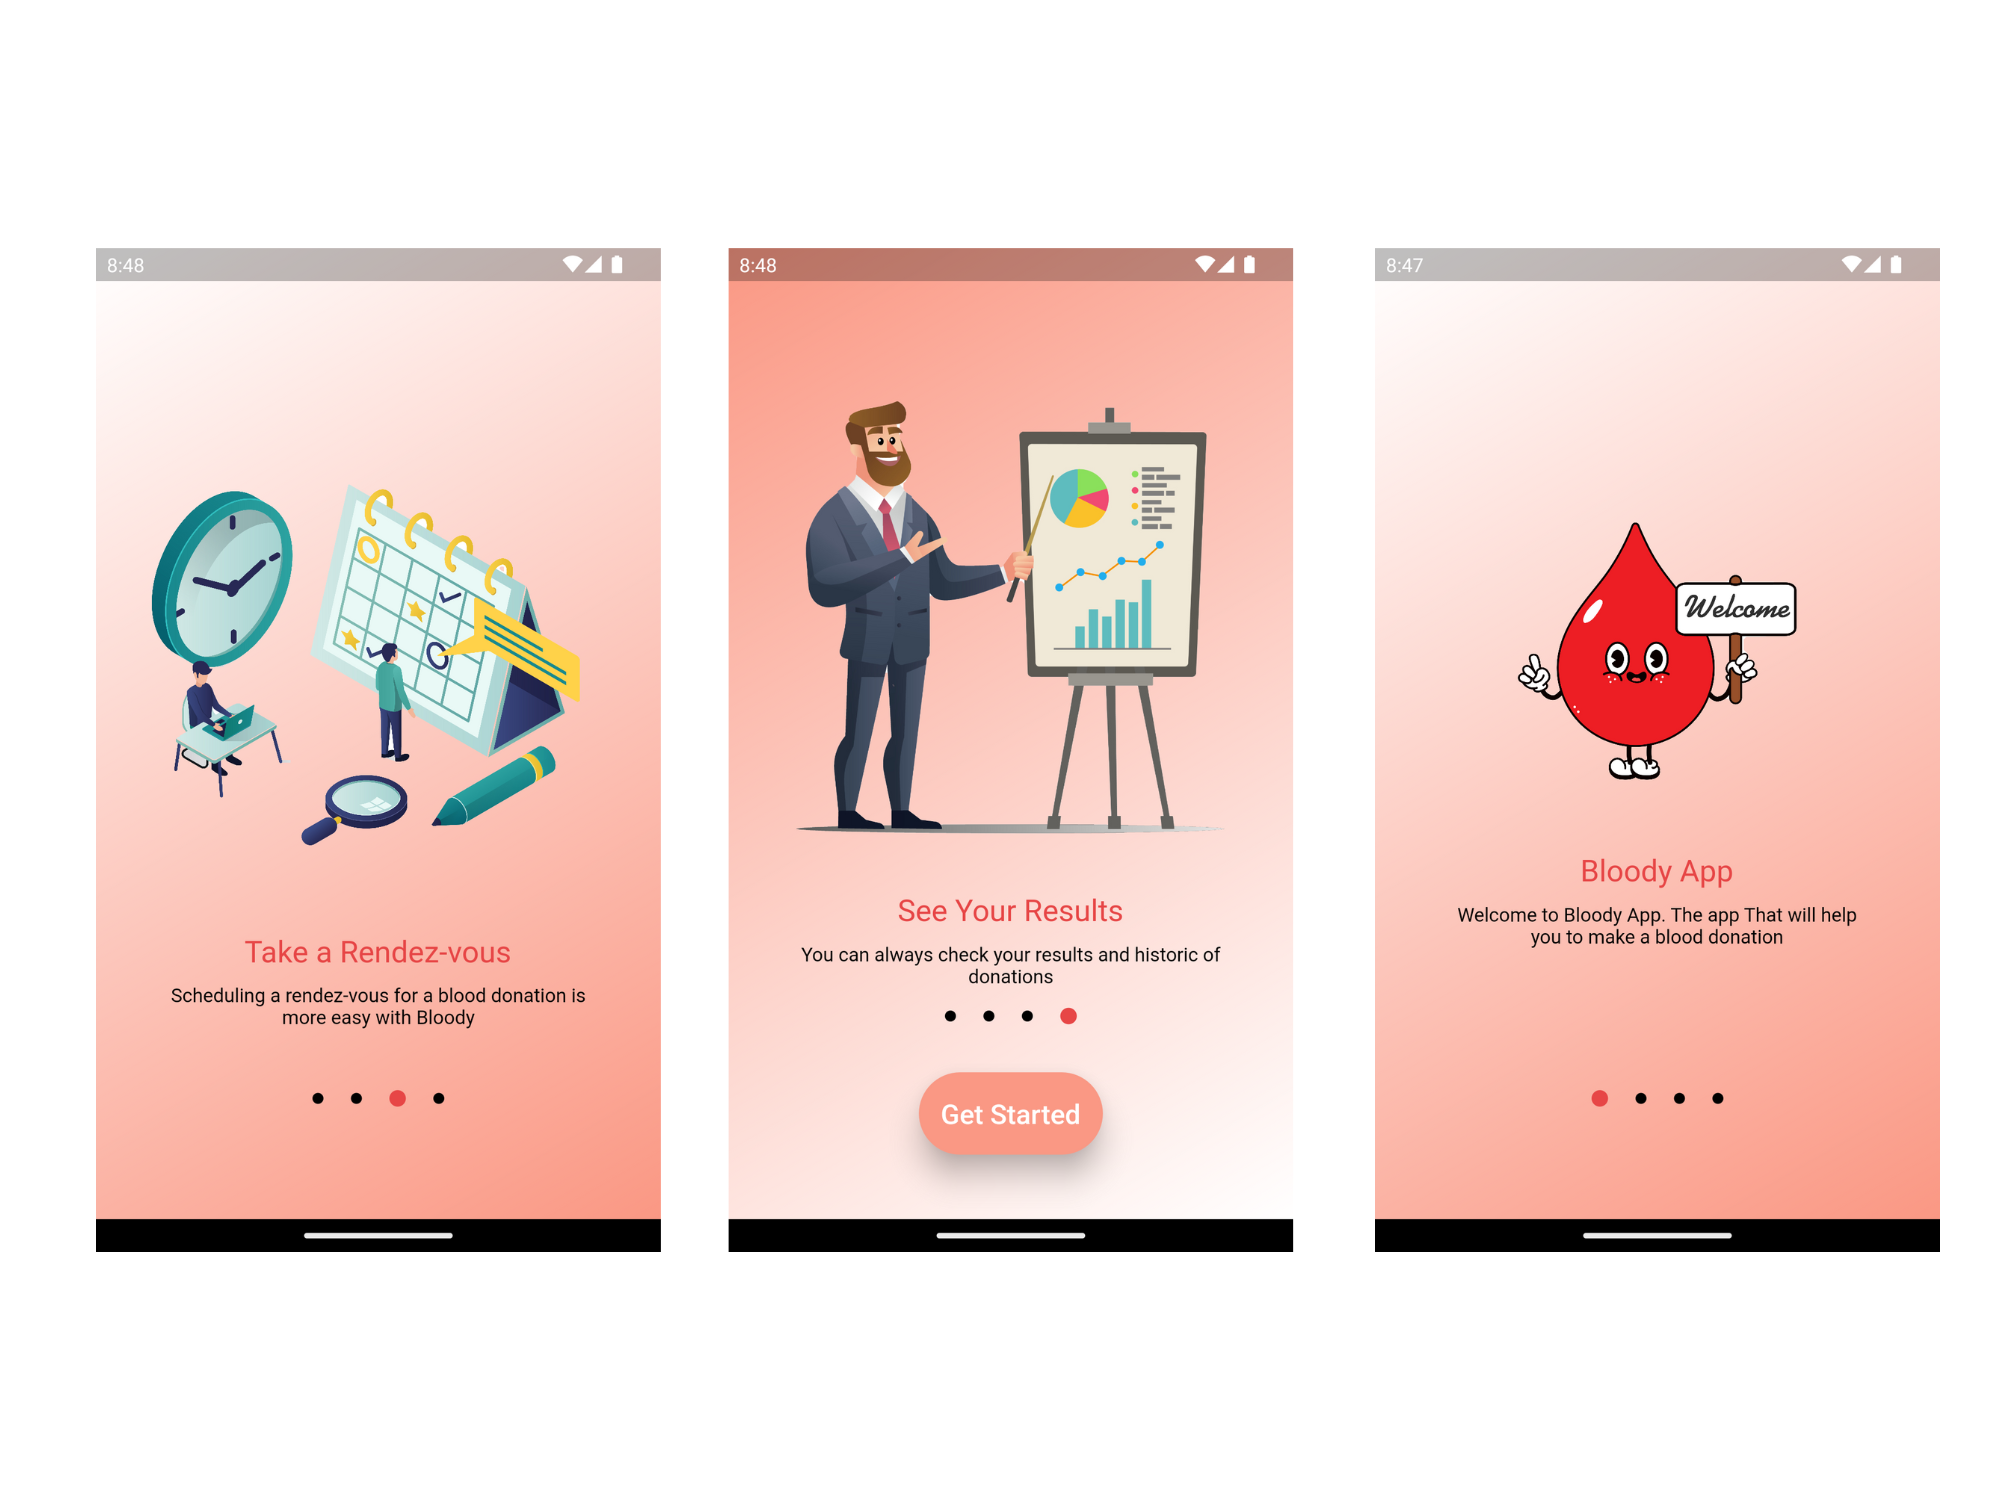 8:48
Take a Rendez-vous
Scheduling a rendez-vous for a blood donation is
more easy with Bloody
8:48
See Your Results
You can always check your results and historic of
donations
Get Started
8:47
Welcome
Bloody App
Welcome to Bloody App. The app That will help
you to make a blood donation